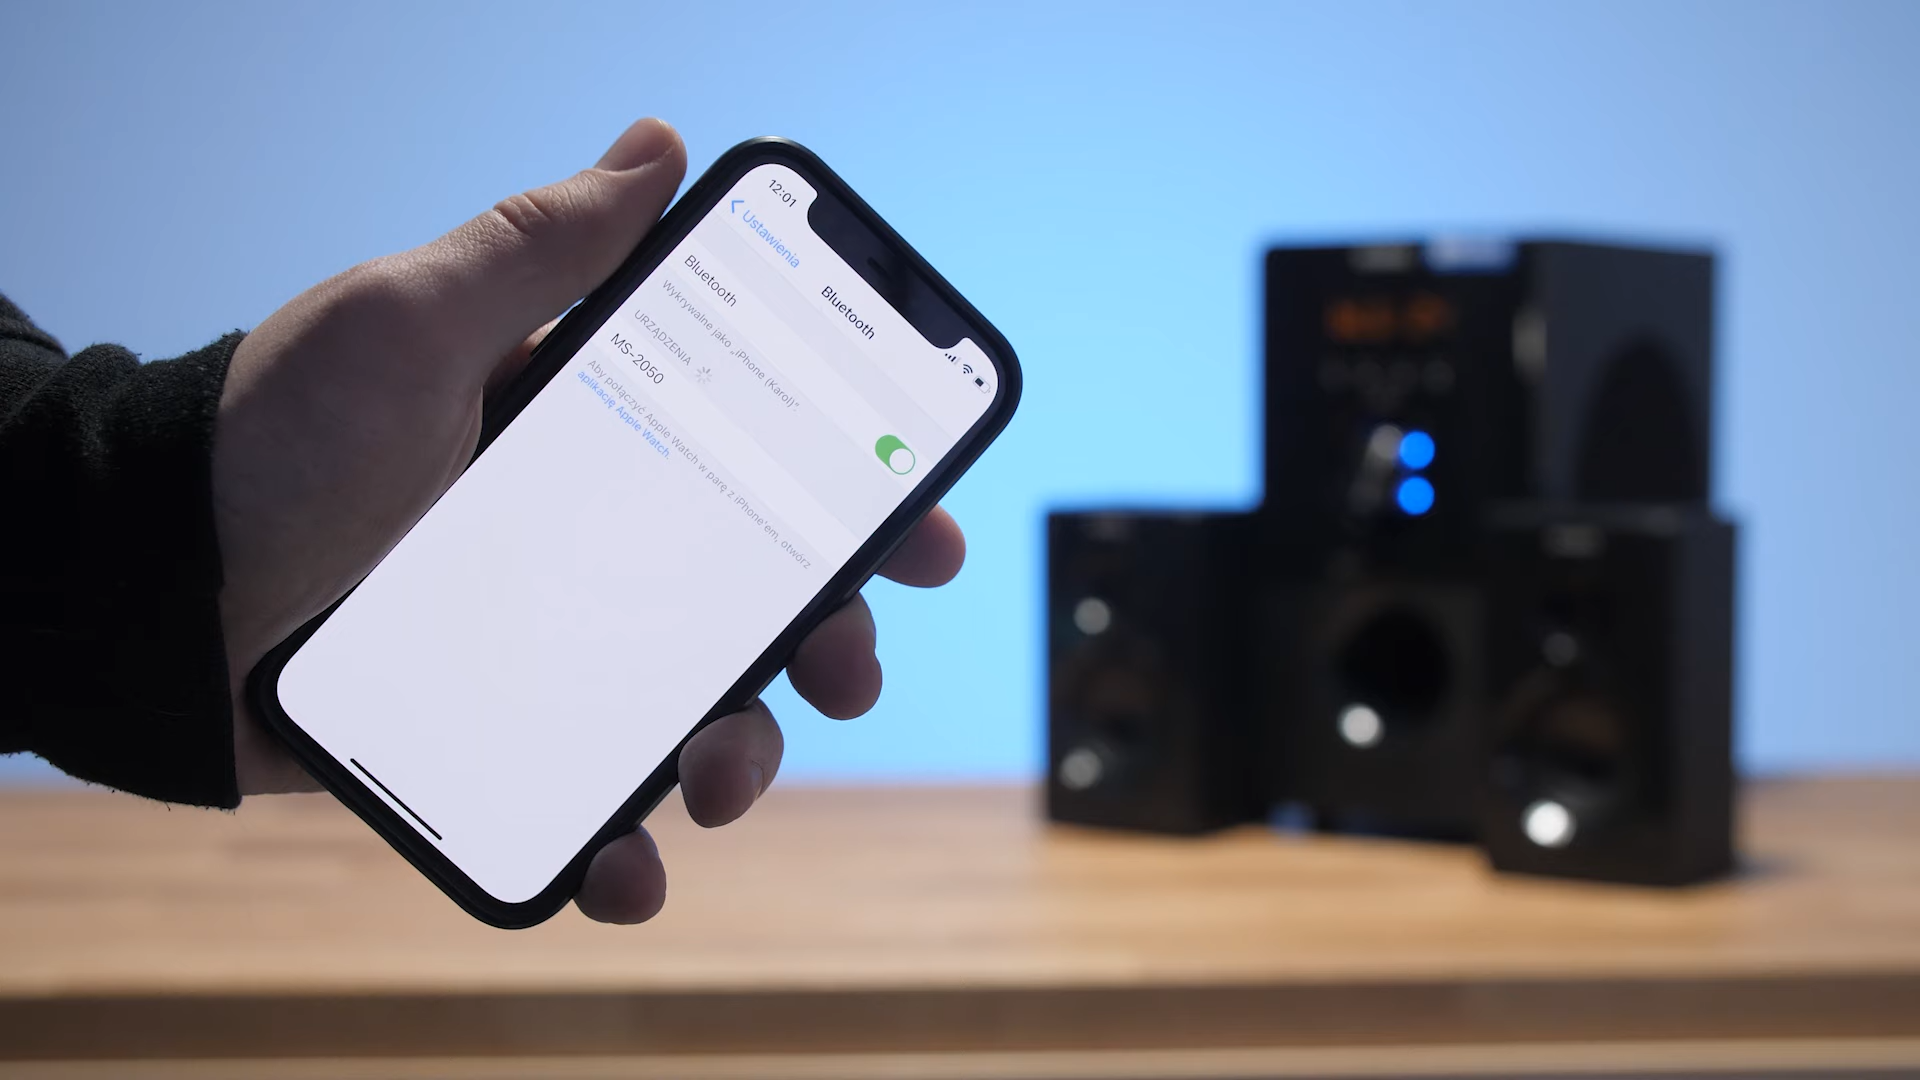 12:01
Ustawienia
Bluetooth
Bluetooth
Wykrywalne jako „iPhone (Karol)”.
URZĄDZENIA
MS-2050
Aby połączyć Apple Watch w parę z iPhone'em, otwórz
aplikację Apple Watch.